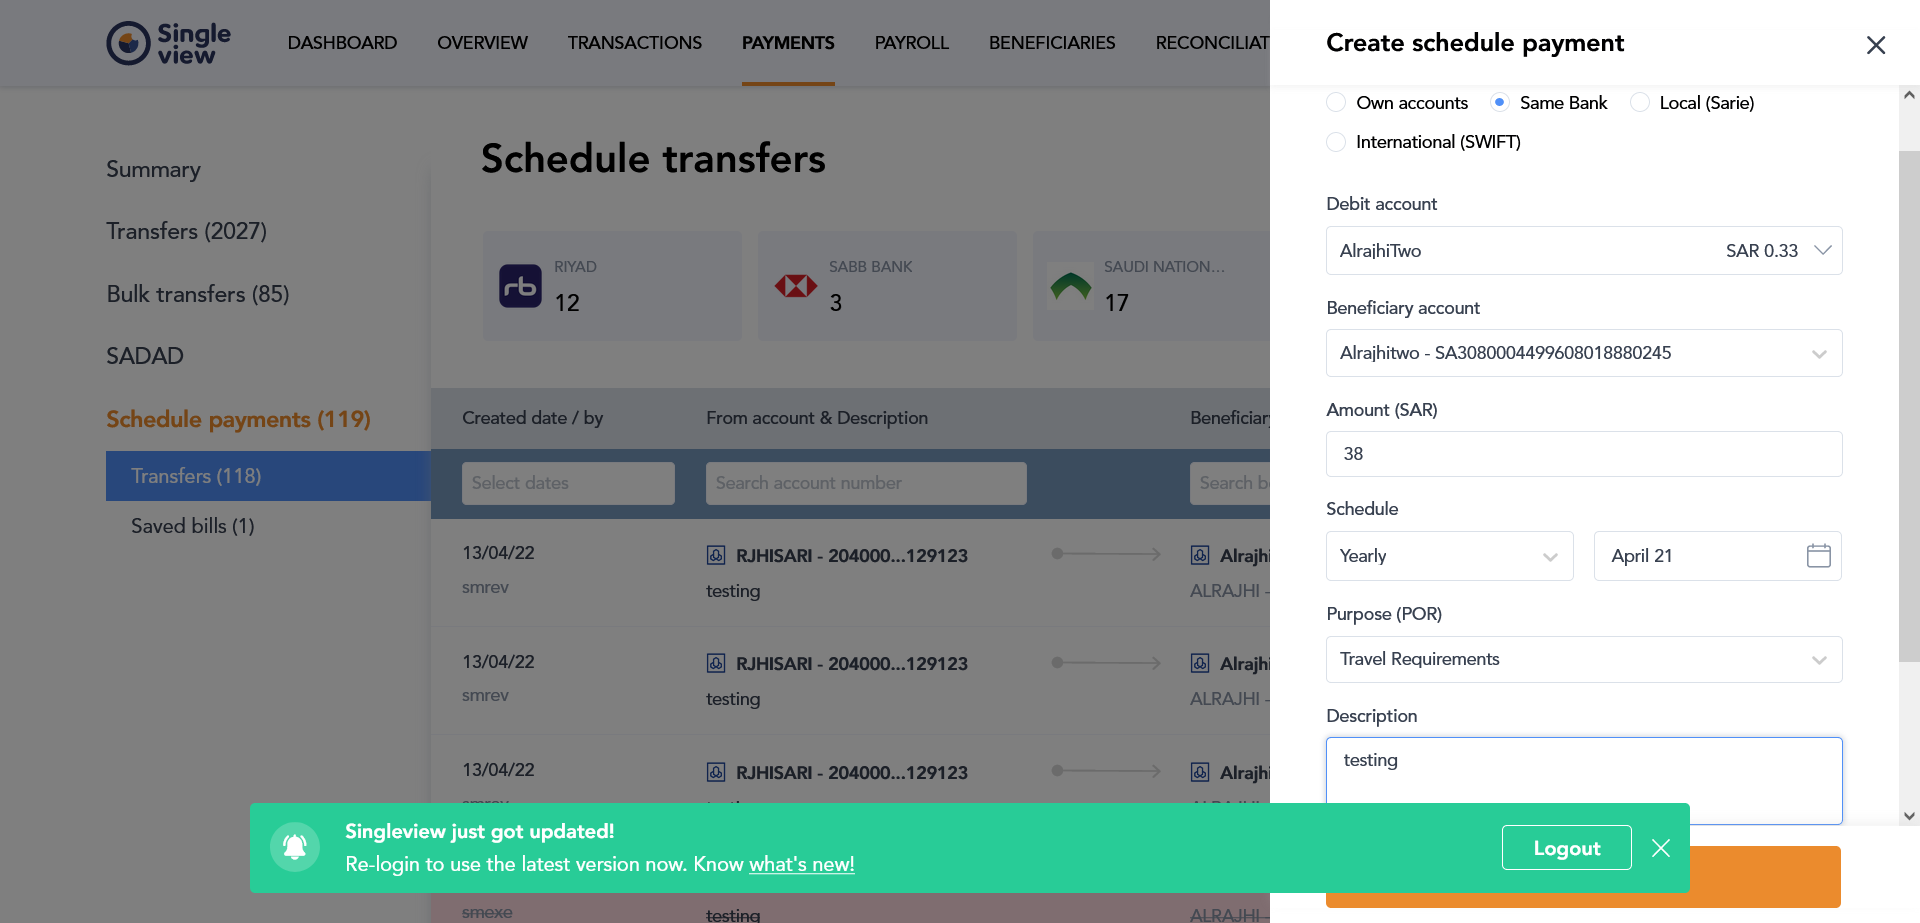 Single
view
DASHBOARD
OVERVIEW
TRANSACTIONS
PAYMENTS
PAYROLL
BENEFICIARIES
RECONCILIAT
Summary
Transfers (2027)
Bulk transfers (85)
SADAD
Schedule payments (119)
Transfers (118)
Saved bills (1)
Schedule transfers
rb
RIYAD
12
SABB BANK
3
SAUDI NATION...
17
Created date / by
From account & Description
Beneficiary
Select dates
Search account number
Search b
13/04/22
smrev
RJHISARI - 204000...129123
testing
Alrajhi
ALRAJHI -
13/04/22
smrev
RJHISARI - 204000...129123
testing
Alrajhi
ALRAJHI -
13/04/22
RJHISARI - 204000...129123
Alrajhi
smexe
testing
ALRAJHI -
Create schedule payment
Own accounts
Same Bank
Local (Sarie)
International (SWIFT)
Debit account
AlrajhiTwo
SAR 0.33
Beneficiary account
Alrajhitwo - SA3080004499608018880245
Amount (SAR)
38
Schedule
Yearly
April 21
Purpose (POR)
Travel Requirements
Description
testing
Singleview just got updated!
Re-login to use the latest version now. Know what's new!
Logout